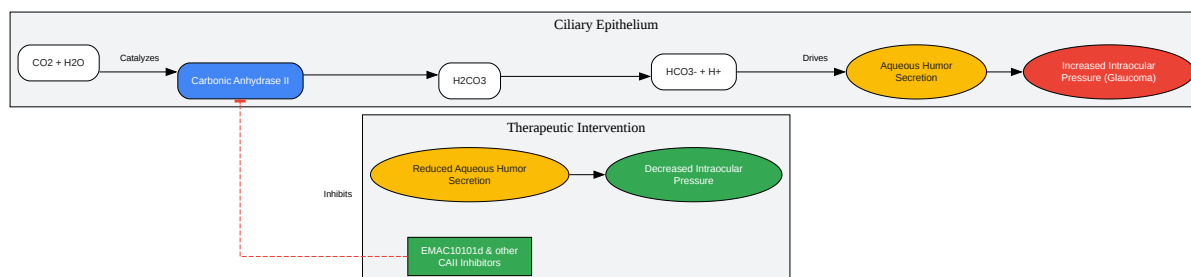 Ciliary Epithelium
CO2 + H2O
Catalyzes
Carbonic Anhydrase II
H2CO3
HCO3- + H+
Drives
Aqueous Humor
Secretion
Increased Intraocular
Pressure (Glaucoma)
Therapeutic Intervention
Reduced Aqueous Humor
Secretion
Decreased Intraocular
Pressure
Inhibits
EMAC10101d & other
CAII Inhibitors